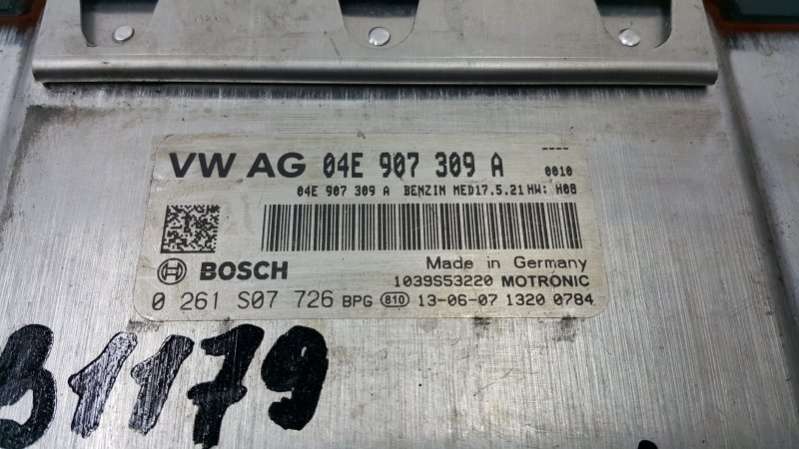 VW AG 04E 907 309 A
----
0010
04E 907 309 A BENZIN MED17.5.21 HW: H08
BOSCH
Made in Germany
1039S53220 MOTRONIC
0 261 S07 726 BPG 810 13-06-07 1320 0784
31179